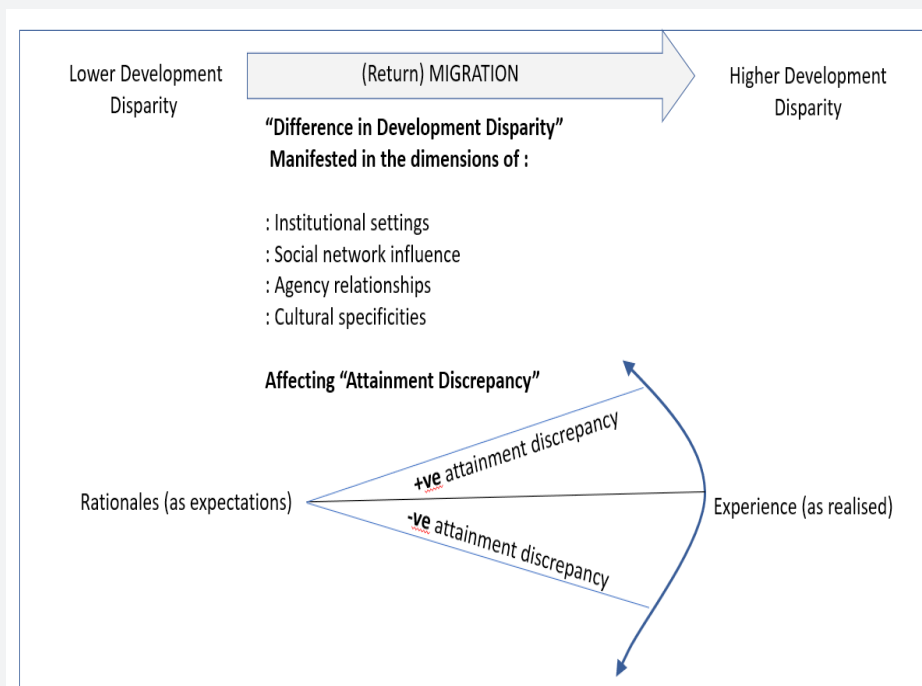 Lower Development
Disparity
(Return) MIGRATION
Higher Development
Disparity
“Difference in Development Disparity”
Manifested in the dimensions of :
: Institutional settings
: Social network influence
: Agency relationships
: Cultural specificities
Affecting “Attainment Discrepancy”
+ve attainment discrepancy
Rationales (as expectations)
Experience (as realised)
-ve attainment discrepancy